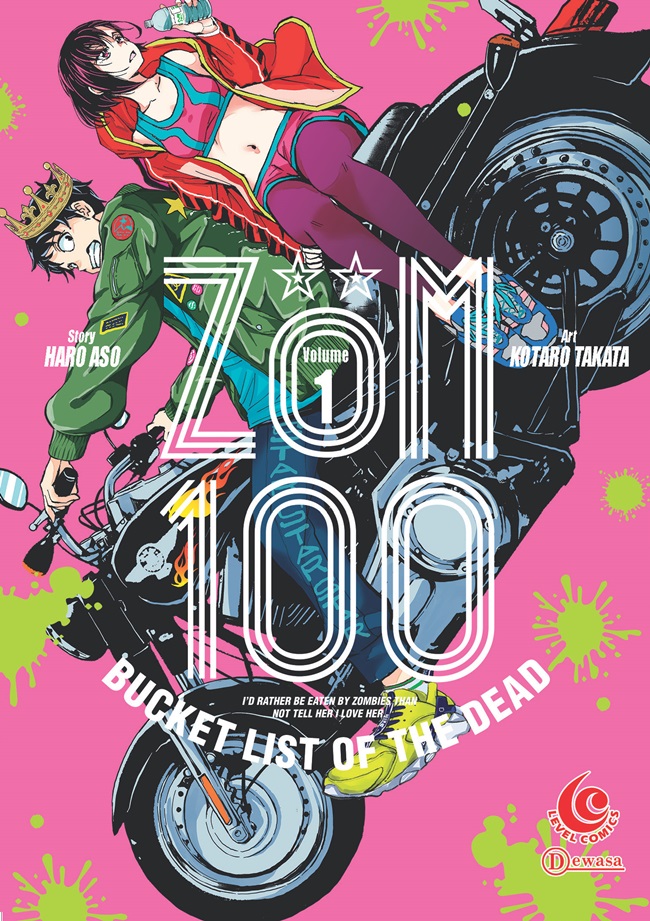 Story
HARO ASO
Art
KOTARO TAKATA
ZöM
Volume
1
100
I'D RATHER BE EATEN BY ZOMBIES THAN
NOT TELL HER I LOVE HER
BUCKET LIST OF THE DEAD
LEVEL COMICS
D
Dewasa